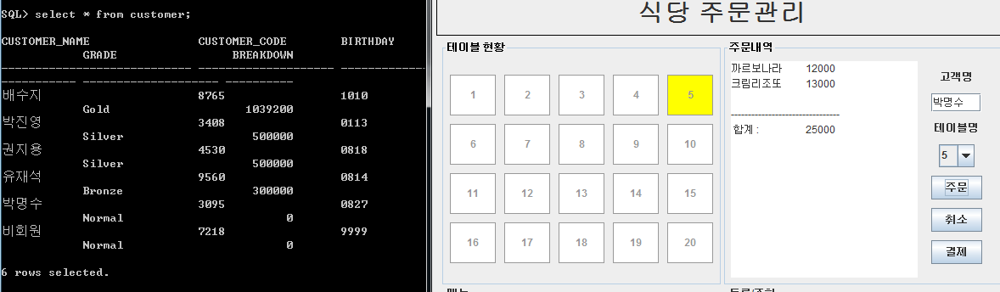 SQL> select * from customer;
CUSTOMER_NAME CUSTOMER_CODE BIRTHDAY
GRADE BREAKDOWN
배수지 8765 1010
Gold 1039200
박진영 3408 0113
Silver 500000
권지용 4530 0818
Silver 500000
유재석 9560 0814
Bronze 300000
박명수 3095 0827
Normal 0
비회원 7218 9999
Normal 0
6 rows selected.
식당 주문관리
테이블 현황
1 2 3 4 5
6 7 8 9 10
11 12 13 14 15
16 17 18 19 20
주문내역
까르보나라 12000
크림리조또 13000
--------------------------------
합계 : 25000
고객명
박명수
테이블명
5
주문
취소
결제